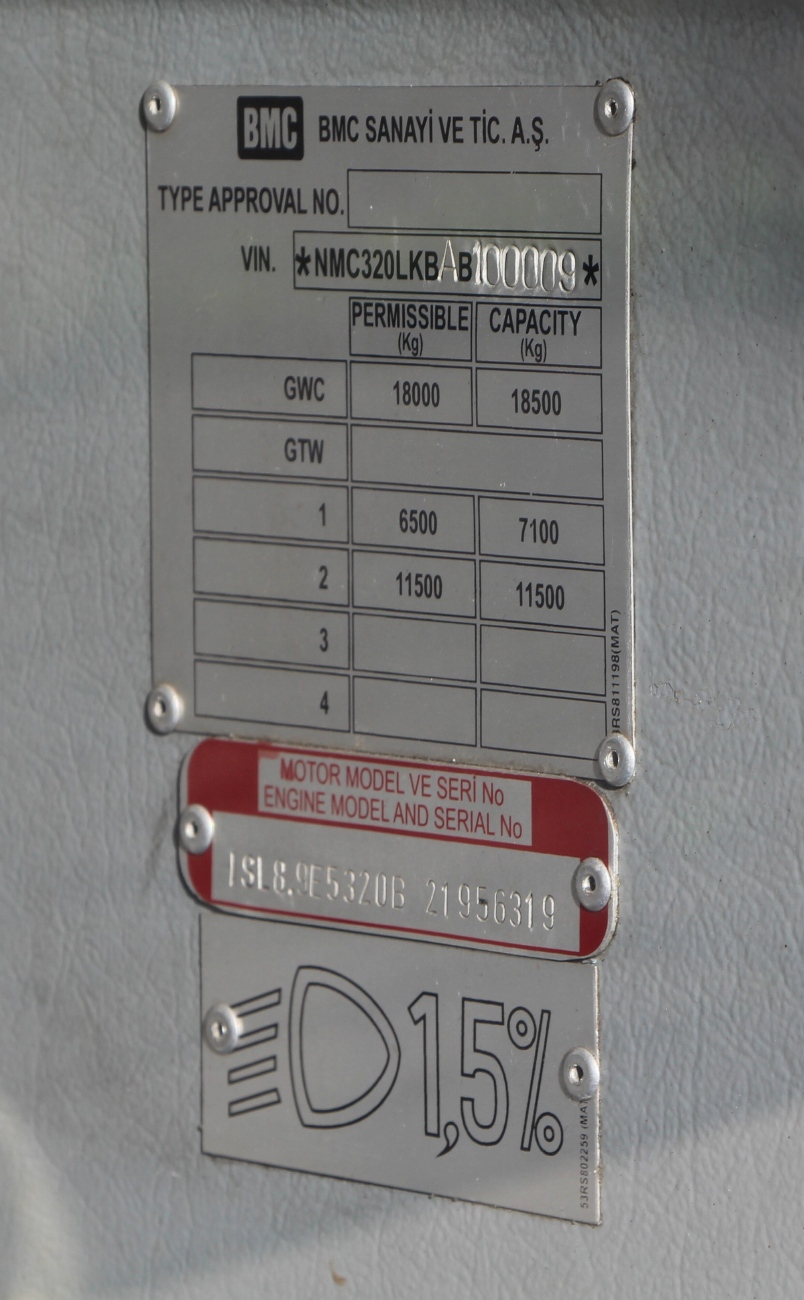 BMC BMC SANAYİ VE TİC. A.Ş.
TYPE APPROVAL NO.
VIN. *NMC320LKBAB100009*
PERMISSIBLE CAPACITY
(Kg) (Kg)
GWC 18000 18500
GTW
1 6500 7100
2 11500 11500
3
4
RS811198(MAT)
MOTOR MODEL VE SERİ No
ENGINE MODEL AND SERIAL No
ISL8.9E5320B 21956319
1,5%
53RS802259 (MAT)